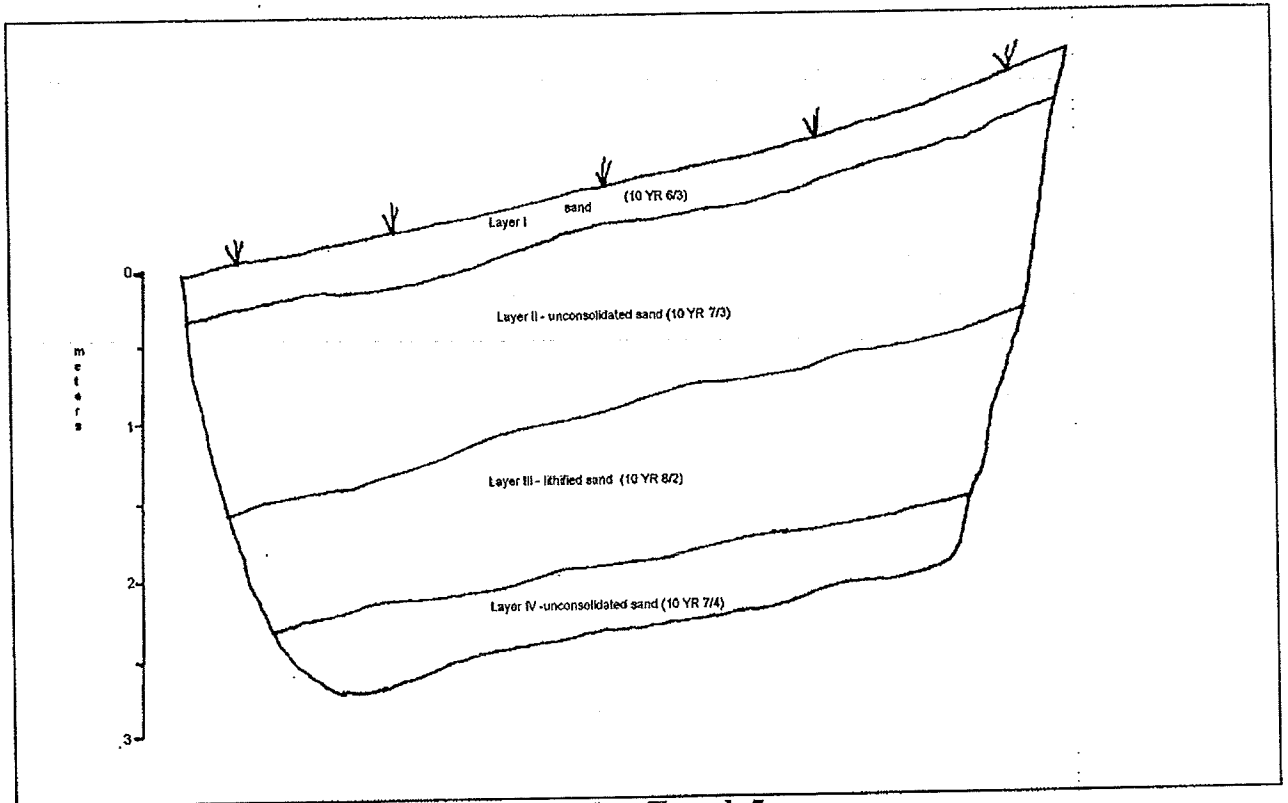 Layer I sand (10 YR 6/3)
0
Layer II - unconsolidated sand (10 YR 7/3)
meters
1
Layer III - lithified sand (10 YR 8/2)
2
Layer IV -unconsolidated sand (10 YR 7/4)
3